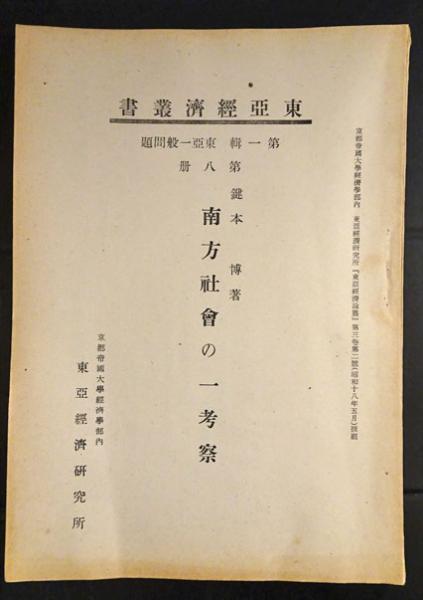 東亞經濟叢書
第一輯 東亞一般問題
第八册
京都帝國大學經濟學部內 東亞經濟研究所『東亞經濟論叢』第三卷第二號(昭和十八年五月)拔刷
鍵本 博著
南方社會の一考察
京都帝國大學經濟學部內
東亞經濟研究所